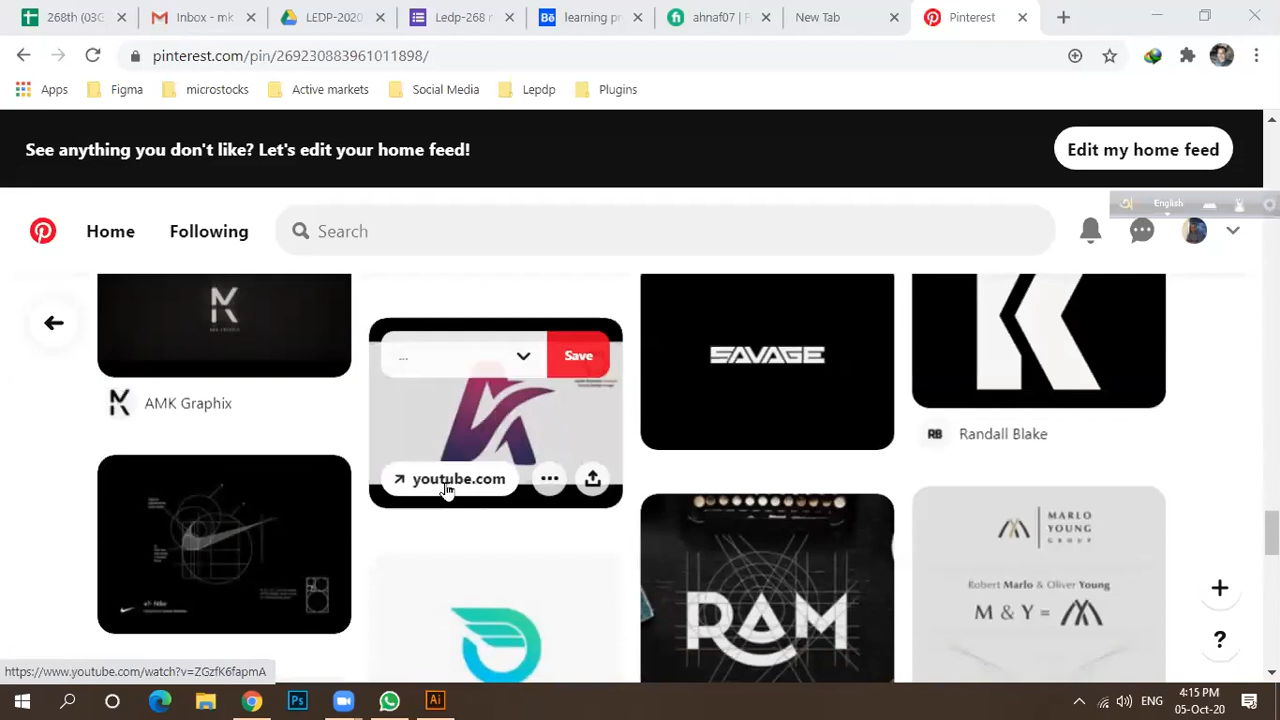 268th (03C
Inbox - m
LEDP-2020
Ledp-268
learning p
ahnaf07 | F
New Tab
Pinterest
pinterest.com/pin/269230883961011898/
Apps
Figma
microstocks
Active markets
Social Media
Lepdp
Plugins
See anything you don't like? Let's edit your home feed!
Edit my home feed
English
Home
Following
Search
...
Save
SAVAGE
AMK Graphix
RB
Randall Blake
youtube.com
MARLO
YOUNG
GROUP
Robert Marlo & Oliver Young
M & Y =
RAM
https://www.youtube.com/watch?v=ZGzfK6fapmA
Ps
Ai
ENG
4:15 PM
05-Oct-20